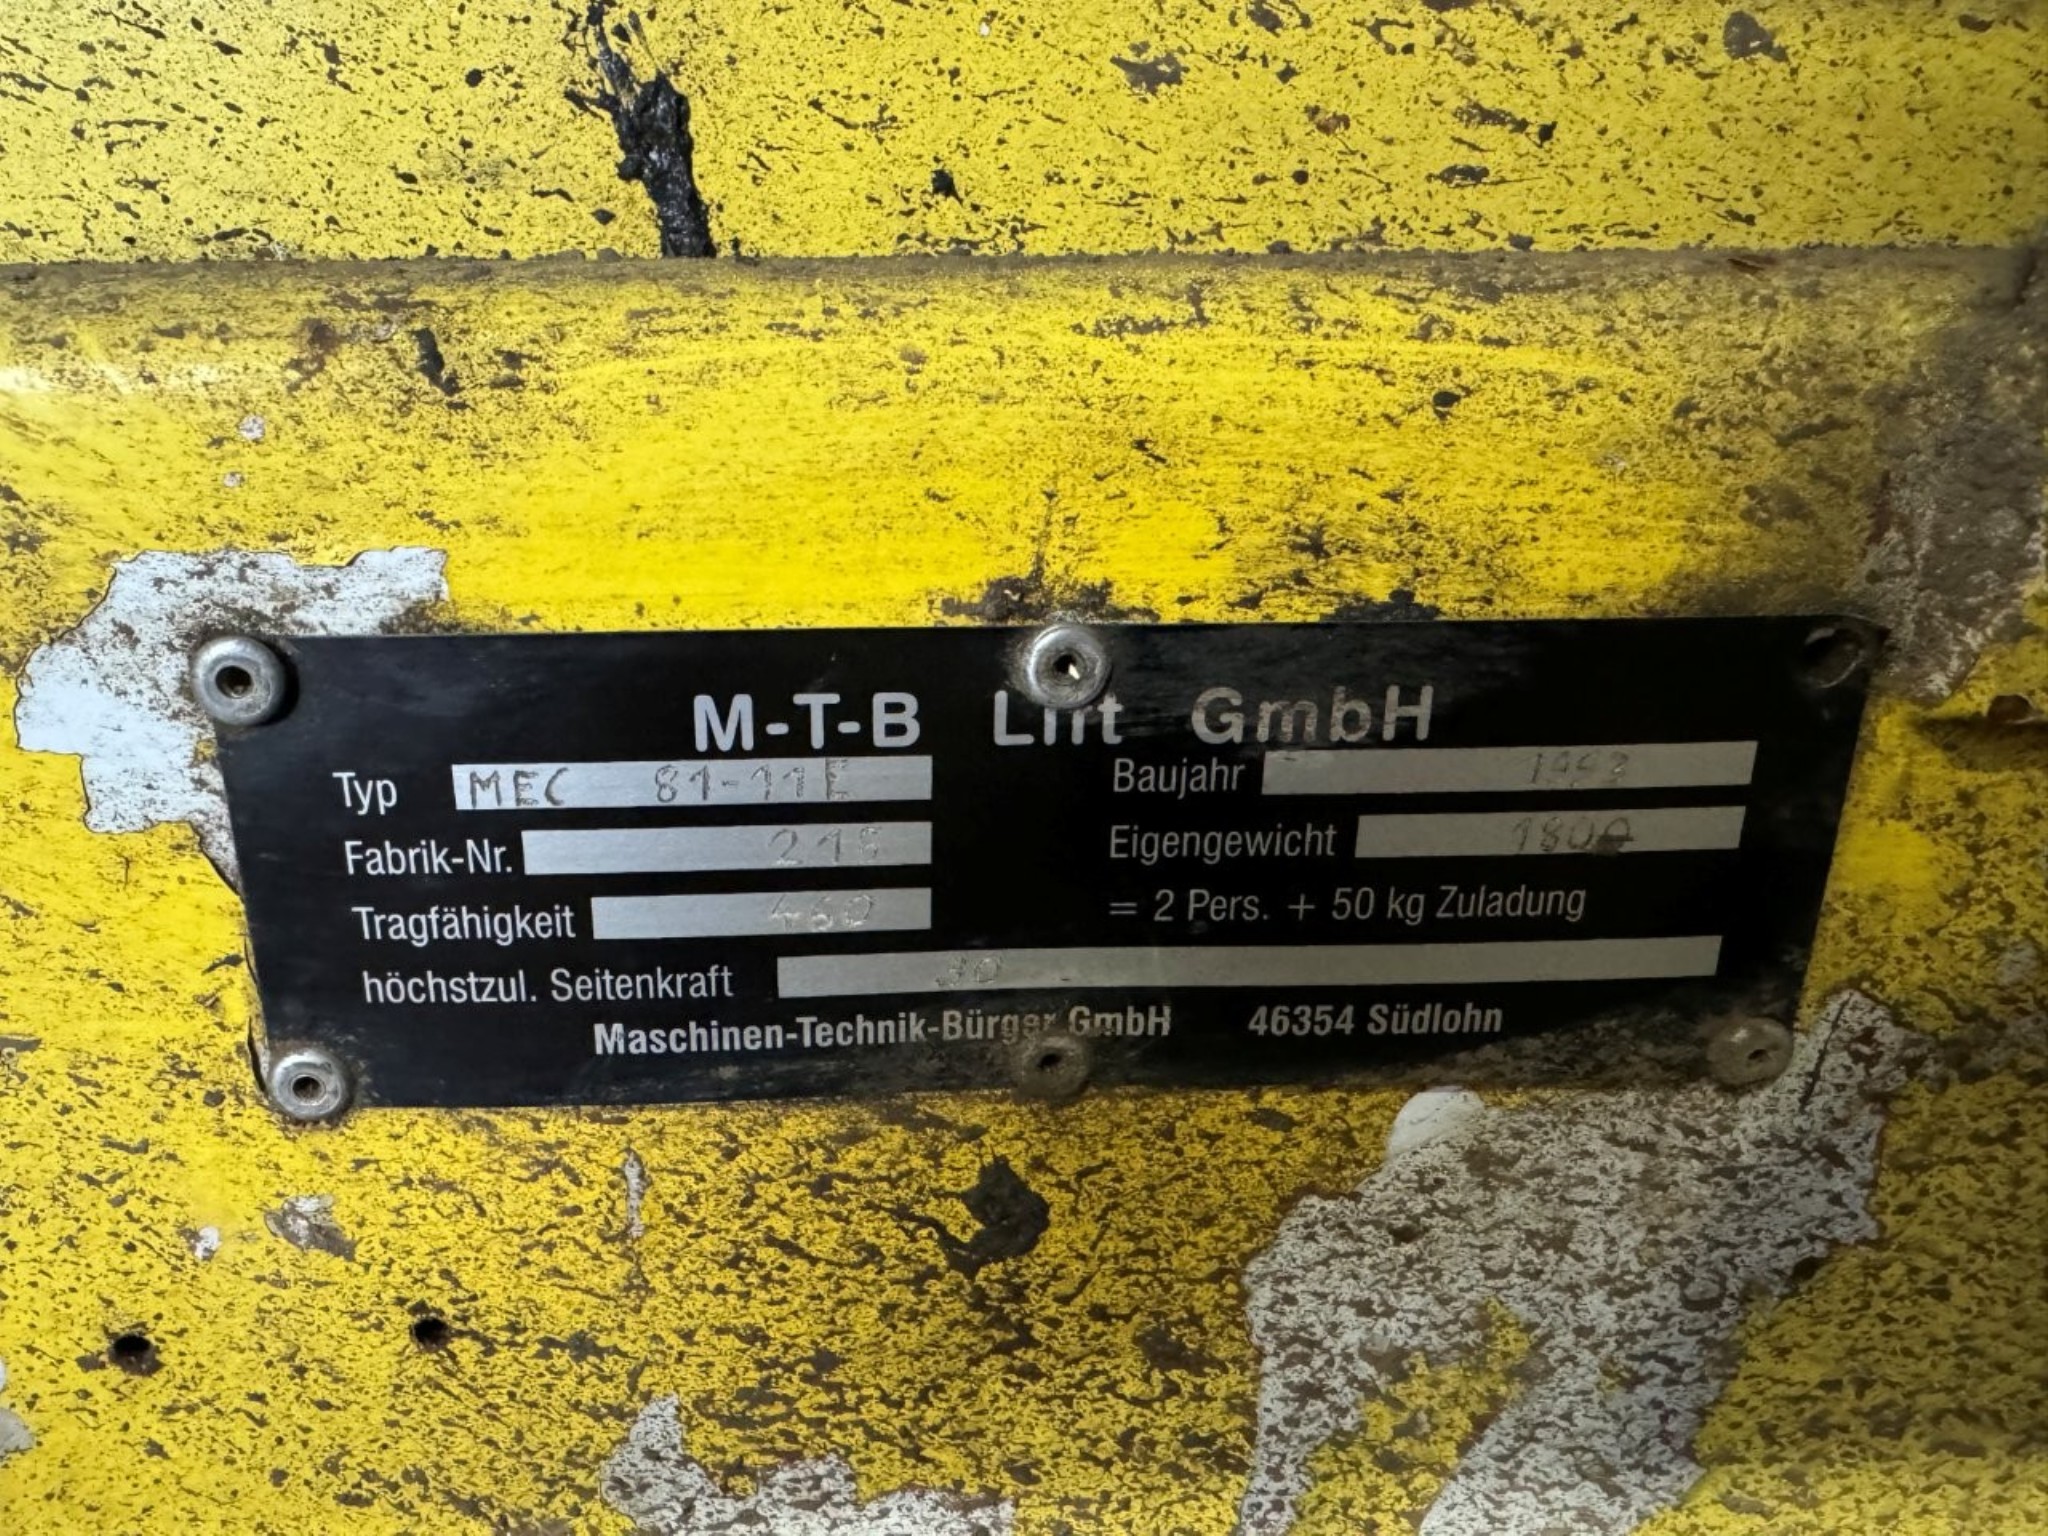 M-T-B Lift GmbH
Typ MEC 81-11E Baujahr
Fabrik-Nr. Eigengewicht 1800
Tragfähigkeit 450 = 2 Pers. + 50 kg Zuladung
höchstzul. Seitenkraft
Maschinen-Technik-Bürger GmbH 46354 Südlohn